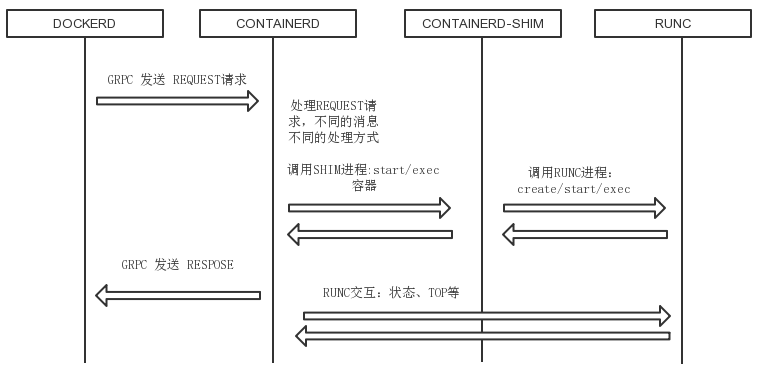 DOCKERD
CONTAINERD
CONTAINERD-SHIM
RUNC
GRPC 发送 REQUEST请求
处理REQUEST请
求，不同的消息
不同的处理方式
调用SHIM进程:start/exec
容器
调用RUNC进程：
create/start/exec
GRPC 发送 RESPOSE
RUNC交互：状态、TOP等